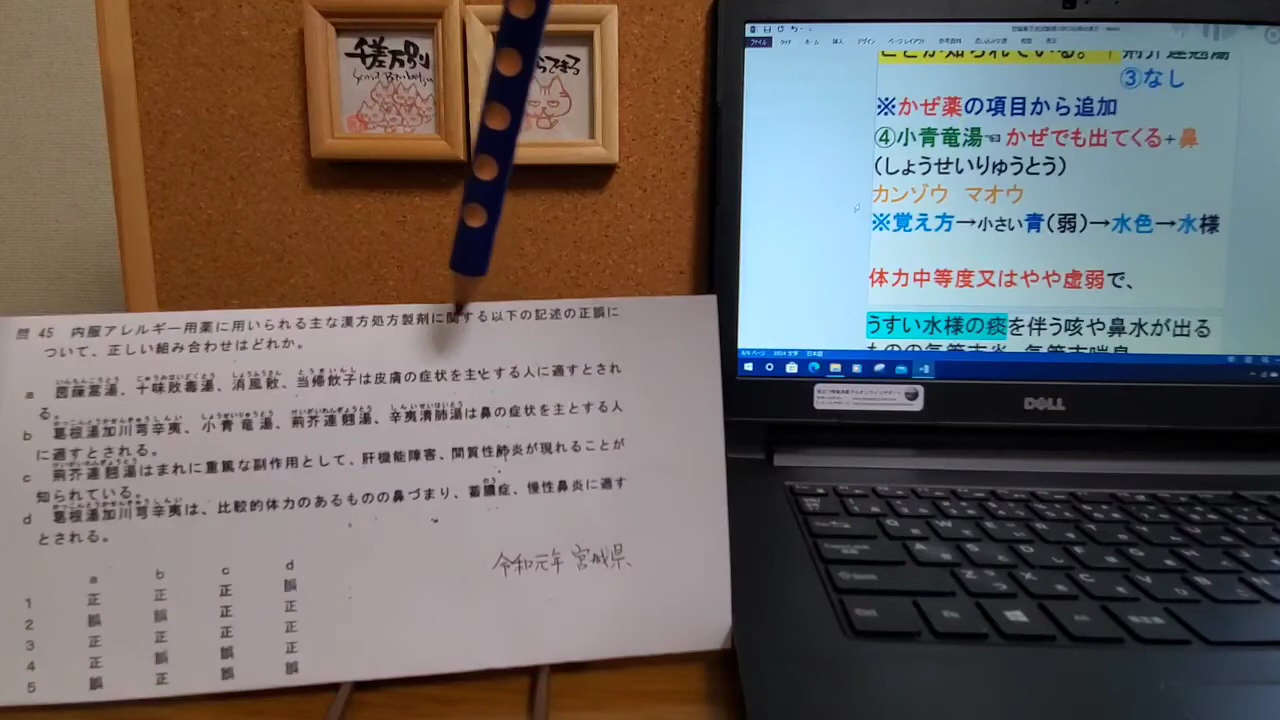 千差万別
ことが知られている。
③なし
※かぜ薬の項目から追加
④小青竜湯☜かぜでも出てくる+鼻
(しょうせいりゅうとう)
カンゾウ マオウ
※覚え方→小さい青(弱)→水色→水様
体力中等度又はやや虚弱で、
うすい水様の痰を伴う咳や鼻水が出る
DELL
問 45 内服アレルギー用薬に用いられる主な漢方処方製剤に関する以下の記述の正誤に
ついて、正しい組み合わせはどれか。
a 茵蔯蒿湯、十味敗毒湯、消風散、当帰飲子は皮膚の症状を主とする人に適すとされ
る。
b 葛根湯加川芎辛夷、小青竜湯、荊芥連翹湯、辛夷清肺湯は鼻の症状を主とする人
に適すとされる。
c 荊芥連翹湯はまれに重篤な副作用として、肝機能障害、間質性肺炎が現れることが
知られている。
d 葛根湯加川芎辛夷は、比較的体力のあるものの鼻づまり、蓄膿症、慢性鼻炎に適す
とされる。
令和元年 宮城県
a b c d
1 正 正 正 誤
2 誤 誤 正 正
3 正 正 正 正
4 正 誤 誤 正
5 誤 正 誤 誤